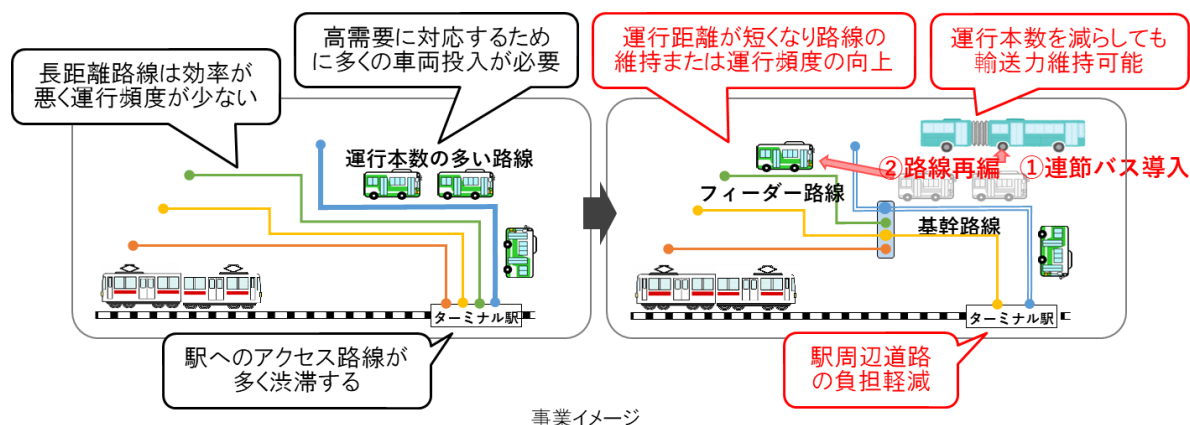 長距離路線は効率が
悪く運行頻度が少ない
高需要に対応するため
に多くの車両投入が必要
運行本数の多い路線
ターミナル駅
駅へのアクセス路線が
多く渋滞する
運行距離が短くなり路線の
維持または運行頻度の向上
運行本数を減らしても
輸送力維持可能
②路線再編
①連節バス導入
フィーダー路線
基幹路線
ターミナル駅
駅周辺道路
の負担軽減
事業イメージ